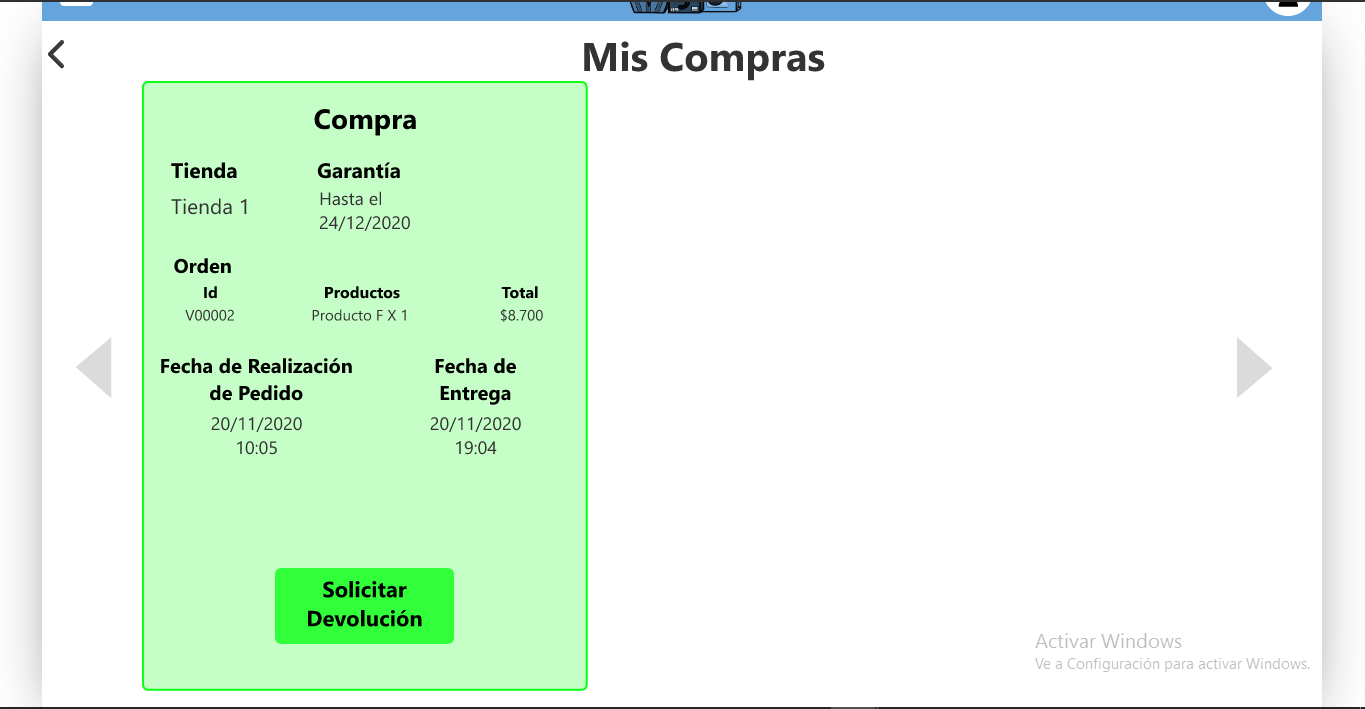 Mis Compras
Compra
Tienda
Garantía
Tienda 1
Hasta el
24/12/2020
Orden
Id
Productos
Total
V00002
Producto F X 1
$8.700
Fecha de Realización
de Pedido
20/11/2020
10:05
Fecha de
Entrega
20/11/2020
19:04
Solicitar
Devolución
Activar Windows
Ve a Configuración para activar Windows.